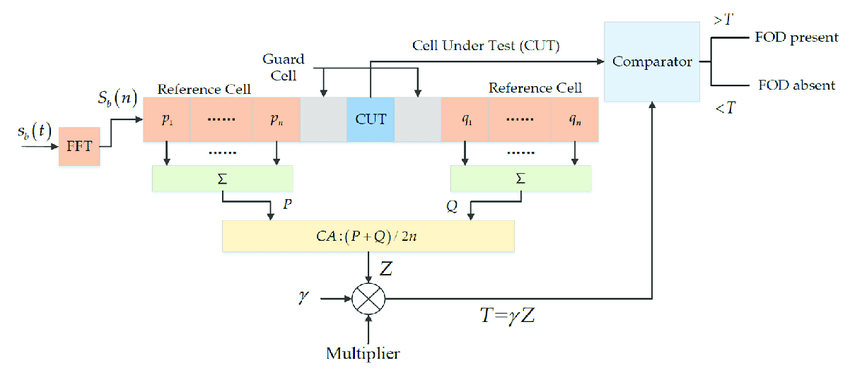 Cell Under Test (CUT)
>T
FOD present
Comparator
FOD absent
<T
Guard
Cell
Reference Cell
Reference Cell
S_b(n)
s_b(t)
FFT
p_1 ...... p_n CUT q_1 ...... q_n
...... ......
Σ Σ
P Q
CA:(P+Q)/2n
Z
γ
T=γZ
Multiplier